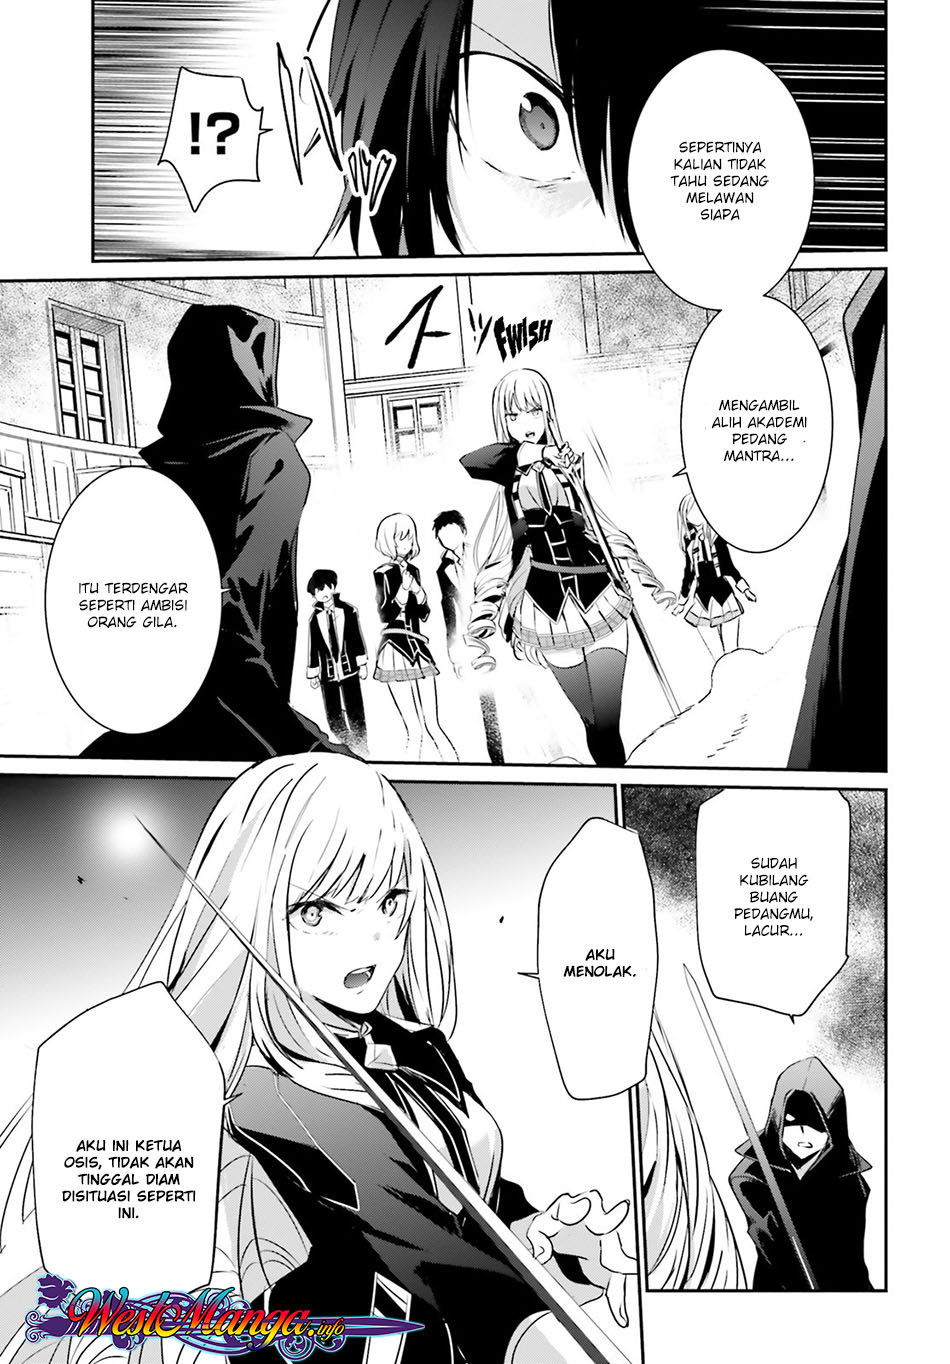 SEPERTINYA
KALIAN TIDAK
TAHU SEDANG
MELAWAN
SIAPA
!?
MENGAMBIL
ALIH AKADEMI
PEDANG
MANTRA...
FWISH
ITU TERDENGAR
SEPERTI AMBISI
ORANG GILA.
SUDAH
KUBILANG
BUANG
PEDANGMU,
LACUR...
AKU
MENOLAK.
AKU INI KETUA
OSIS, TIDAK AKAN
TINGGAL DIAM
DISITUASI SEPERTI
INI.
WestManga.info